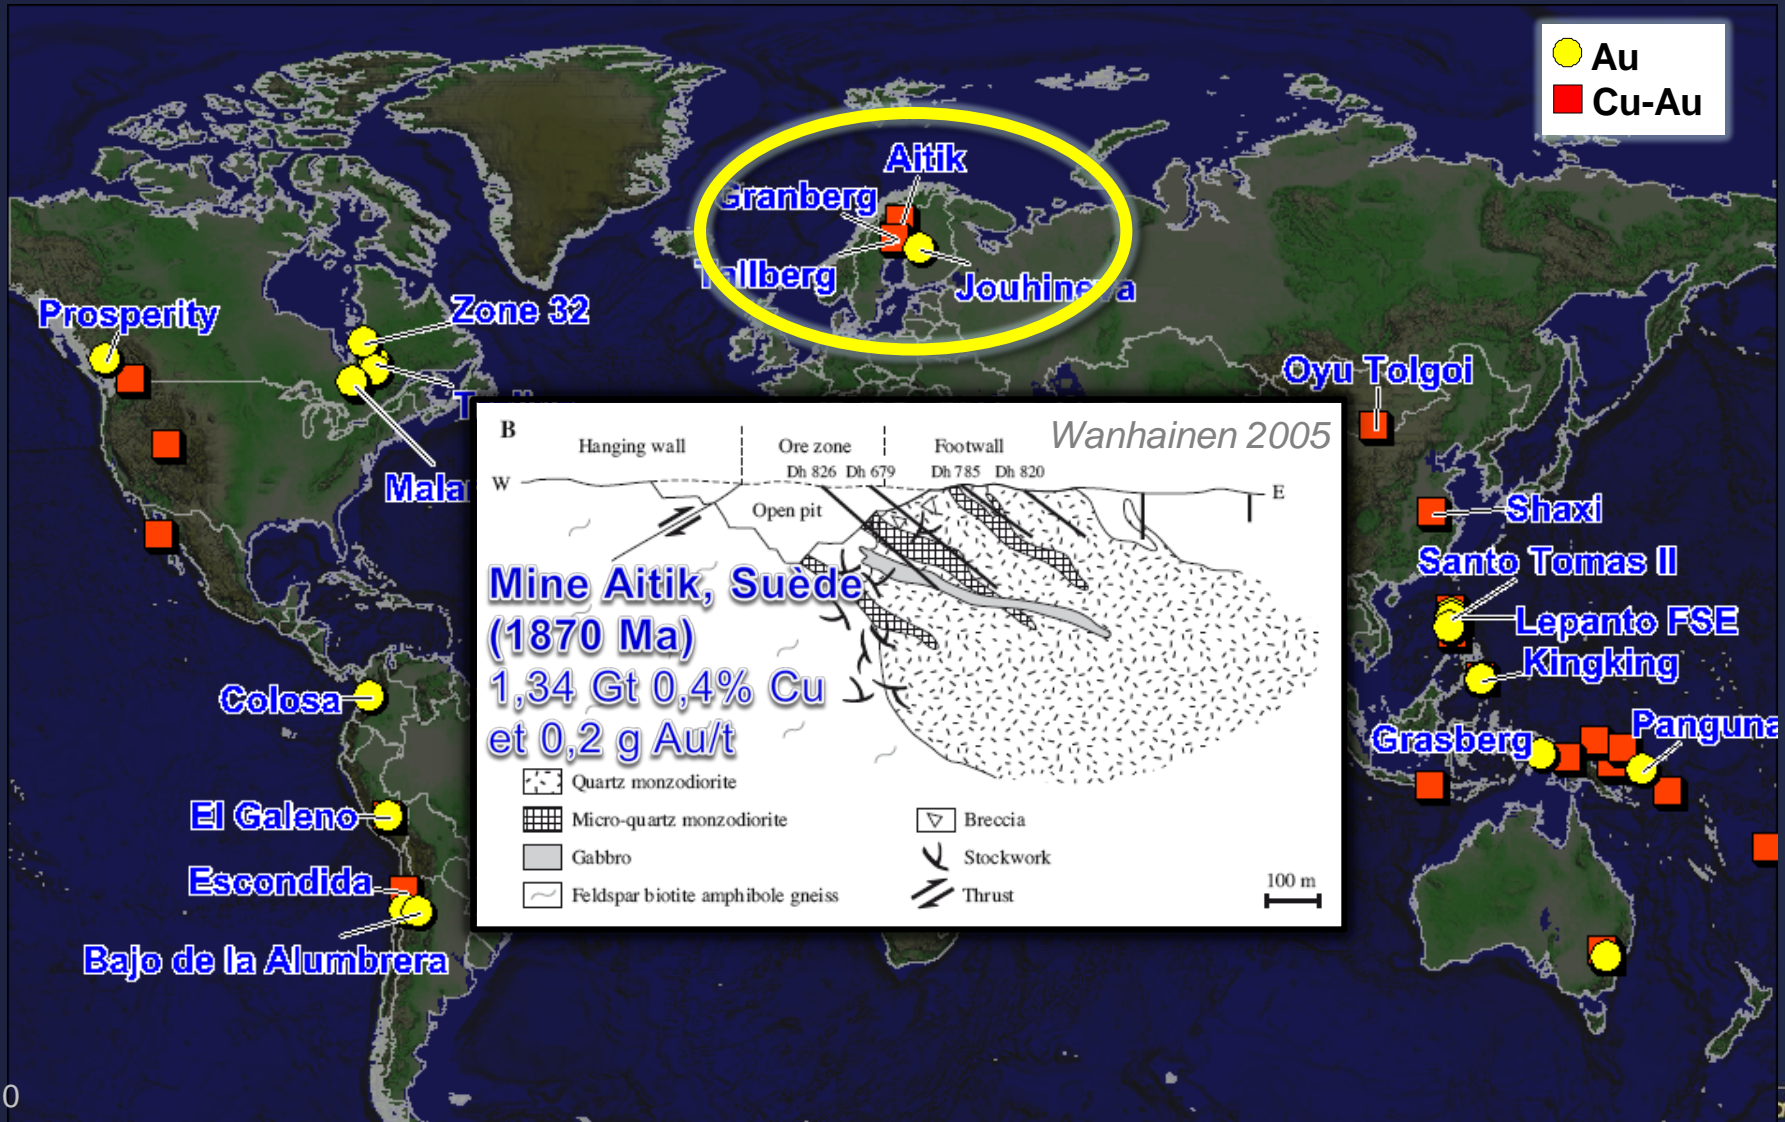 Au
Cu-Au
Aitik
Granberg
Tallberg
Jouhineva
Prosperity
Zone 32
Oyu Tolgoi
Shaxi
Santo Tomas II
Lepanto FSE
Kingking
Grasberg
Panguna
Colosa
El Galeno
Escondida
Bajo de la Alumbrera
B
Hanging wall
Ore zone
Footwall
Wanhainen 2005
Dh 826 Dh 679 Dh 785 Dh 820
W
E
Open pit
Mine Aitik, Suède
(1870 Ma)
1,34 Gt 0,4% Cu
et 0,2 g Au/t
Quartz monzodiorite
Micro-quartz monzodiorite
Gabbro
Feldspar biotite amphibole gneiss
Breccia
Stockwork
Thrust
100 m
0